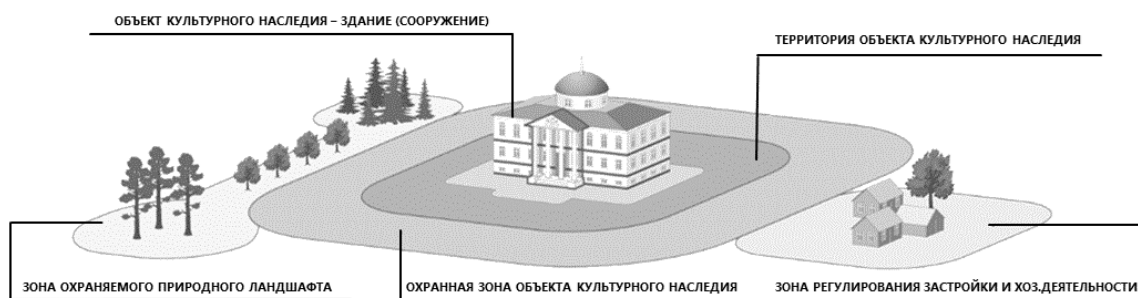 ОБЪЕКТ КУЛЬТУРНОГО НАСЛЕДИЯ – ЗДАНИЕ (СООРУЖЕНИЕ)
ТЕРРИТОРИЯ ОБЪЕКТА КУЛЬТУРНОГО НАСЛЕДИЯ
ЗОНА ОХРАНЯЕМОГО ПРИРОДНОГО ЛАНДШАФТА
ОХРАННАЯ ЗОНА ОБЪЕКТА КУЛЬТУРНОГО НАСЛЕДИЯ
ЗОНА РЕГУЛИРОВАНИЯ ЗАСТРОЙКИ И ХОЗ.ДЕЯТЕЛЬНОСТИ